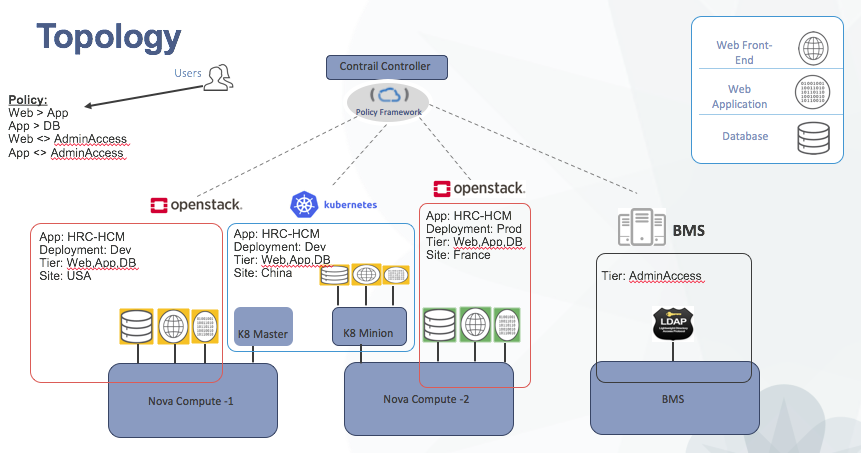 Topology
Users
Policy:
Web > App
App > DB
Web <> AdminAccess
App <> AdminAccess
Contrail Controller
Policy Framework
Web Front-
End
Web
Application
Database
openstack.
App: HRC-HCM
Deployment: Dev
Tier: Web,App,DB
Site: USA
kubernetes
App: HRC-HCM
Deployment: Dev
Tier: Web,App,DB
Site: China
K8 Master
K8 Minion
openstack.
App: HRC-HCM
Deployment: Prod
Tier: Web,App,DB
Site: France
BMS
Tier: AdminAccess
LDAP
Nova Compute -1
Nova Compute -2
BMS